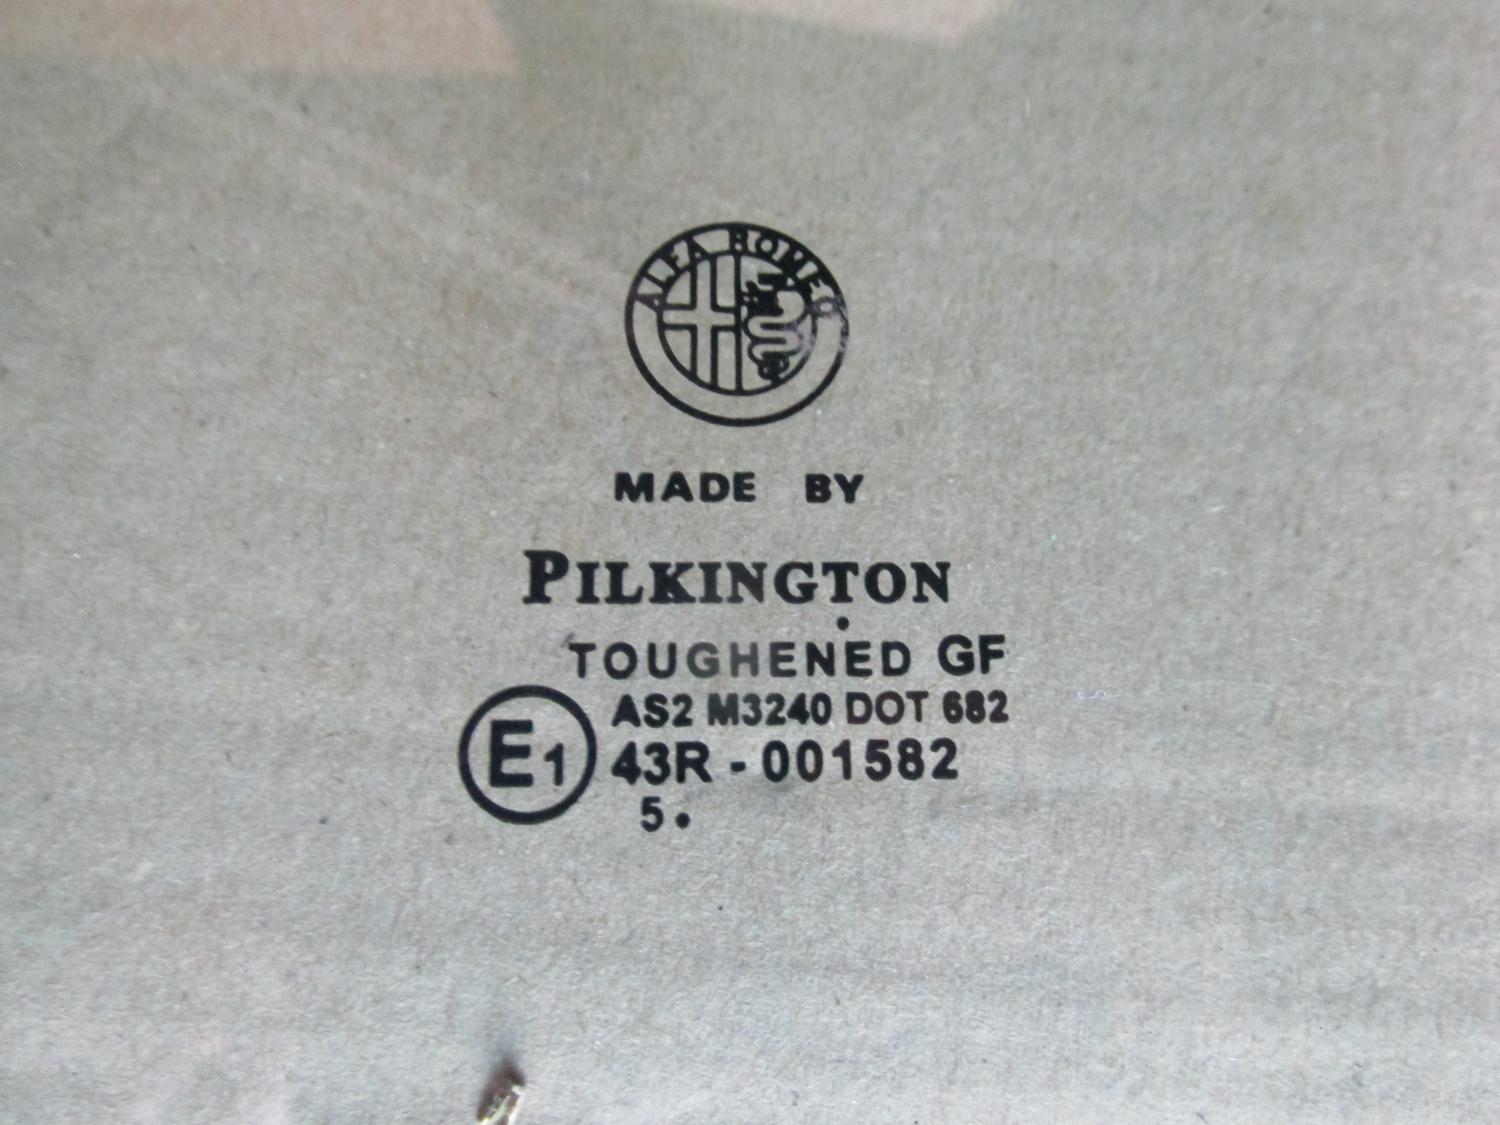 ALFA ROMEO
MADE BY
PILKINGTON
TOUGHENED GF
AS2 M3240 DOT 682
E1 43R - 001582
5.